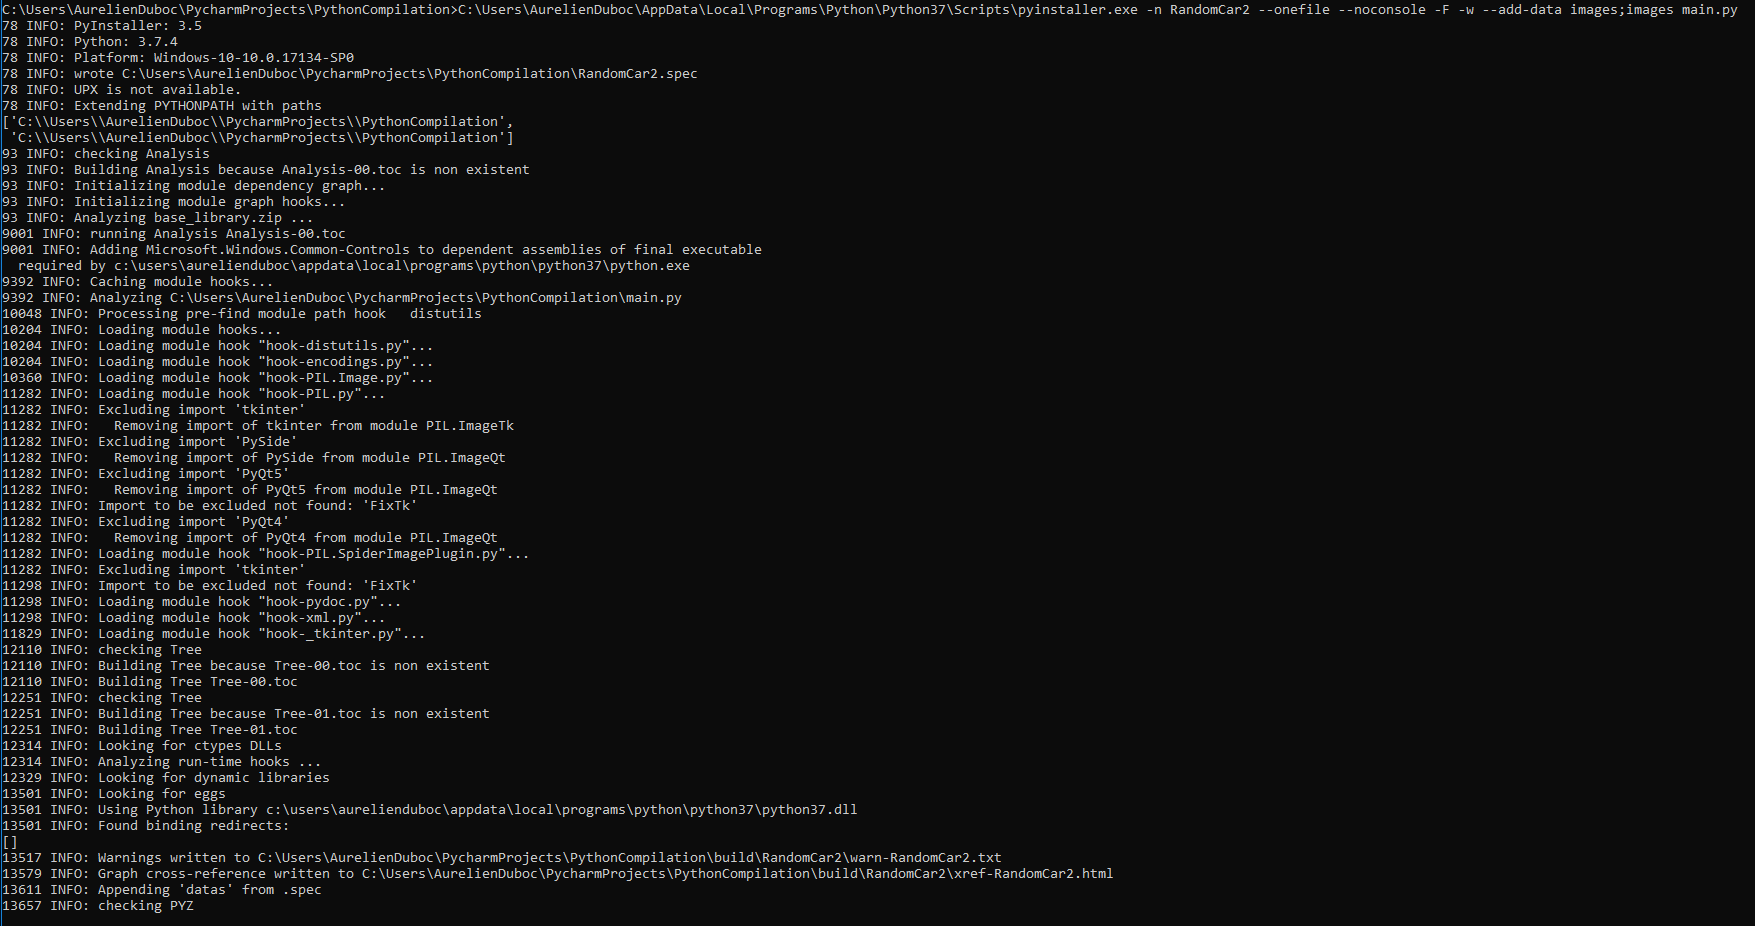 C:\Users\AurelienDuboc\PycharmProjects\PythonCompilation>C:\Users\AurelienDuboc\AppData\Local\Programs\Python\Python37\Scripts\pyinstaller.exe -n RandomCar2 --onefile --noconsole -F -w --add-data images;images main.py
78 INFO: PyInstaller: 3.5
78 INFO: Python: 3.7.4
78 INFO: Platform: Windows-10-10.0.17134-SP0
78 INFO: wrote C:\Users\AurelienDuboc\PycharmProjects\PythonCompilation\RandomCar2.spec
78 INFO: UPX is not available.
78 INFO: Extending PYTHONPATH with paths
['C:\\Users\\AurelienDuboc\\PycharmProjects\\PythonCompilation',
 'C:\\Users\\AurelienDuboc\\PycharmProjects\\PythonCompilation']
93 INFO: checking Analysis
93 INFO: Building Analysis because Analysis-00.toc is non existent
93 INFO: Initializing module dependency graph...
93 INFO: Initializing module graph hooks...
93 INFO: Analyzing base_library.zip ...
9001 INFO: running Analysis Analysis-00.toc
9001 INFO: Adding Microsoft.Windows.Common-Controls to dependent assemblies of final executable
  required by c:\users\aurelienduboc\appdata\local\programs\python\python37\python.exe
9392 INFO: Caching module hooks...
9392 INFO: Analyzing C:\Users\AurelienDuboc\PycharmProjects\PythonCompilation\main.py
10048 INFO: Processing pre-find module path hook   distutils
10204 INFO: Loading module hooks...
10204 INFO: Loading module hook "hook-distutils.py"...
10204 INFO: Loading module hook "hook-encodings.py"...
10360 INFO: Loading module hook "hook-PIL.Image.py"...
11282 INFO: Loading module hook "hook-PIL.py"...
11282 INFO: Excluding import 'tkinter'
11282 INFO:   Removing import of tkinter from module PIL.ImageTk
11282 INFO: Excluding import 'PySide'
11282 INFO:   Removing import of PySide from module PIL.ImageQt
11282 INFO: Excluding import 'PyQt5'
11282 INFO:   Removing import of PyQt5 from module PIL.ImageQt
11282 INFO: Import to be excluded not found: 'FixTk'
11282 INFO: Excluding import 'PyQt4'
11282 INFO:   Removing import of PyQt4 from module PIL.ImageQt
11282 INFO: Loading module hook "hook-PIL.SpiderImagePlugin.py"...
11282 INFO: Excluding import 'tkinter'
11298 INFO: Import to be excluded not found: 'FixTk'
11298 INFO: Loading module hook "hook-pydoc.py"...
11298 INFO: Loading module hook "hook-xml.py"...
11829 INFO: Loading module hook "hook-_tkinter.py"...
12110 INFO: checking Tree
12110 INFO: Building Tree because Tree-00.toc is non existent
12110 INFO: Building Tree Tree-00.toc
12251 INFO: checking Tree
12251 INFO: Building Tree because Tree-01.toc is non existent
12251 INFO: Building Tree Tree-01.toc
12314 INFO: Looking for ctypes DLLs
12314 INFO: Analyzing run-time hooks ...
12329 INFO: Looking for dynamic libraries
13501 INFO: Looking for eggs
13501 INFO: Using Python library c:\users\aurelienduboc\appdata\local\programs\python\python37\python37.dll
13501 INFO: Found binding redirects:
[]
13517 INFO: Warnings written to C:\Users\AurelienDuboc\PycharmProjects\PythonCompilation\build\RandomCar2\warn-RandomCar2.txt
13579 INFO: Graph cross-reference written to C:\Users\AurelienDuboc\PycharmProjects\PythonCompilation\build\RandomCar2\xref-RandomCar2.html
13611 INFO: Appending 'datas' from .spec
13657 INFO: checking PYZ